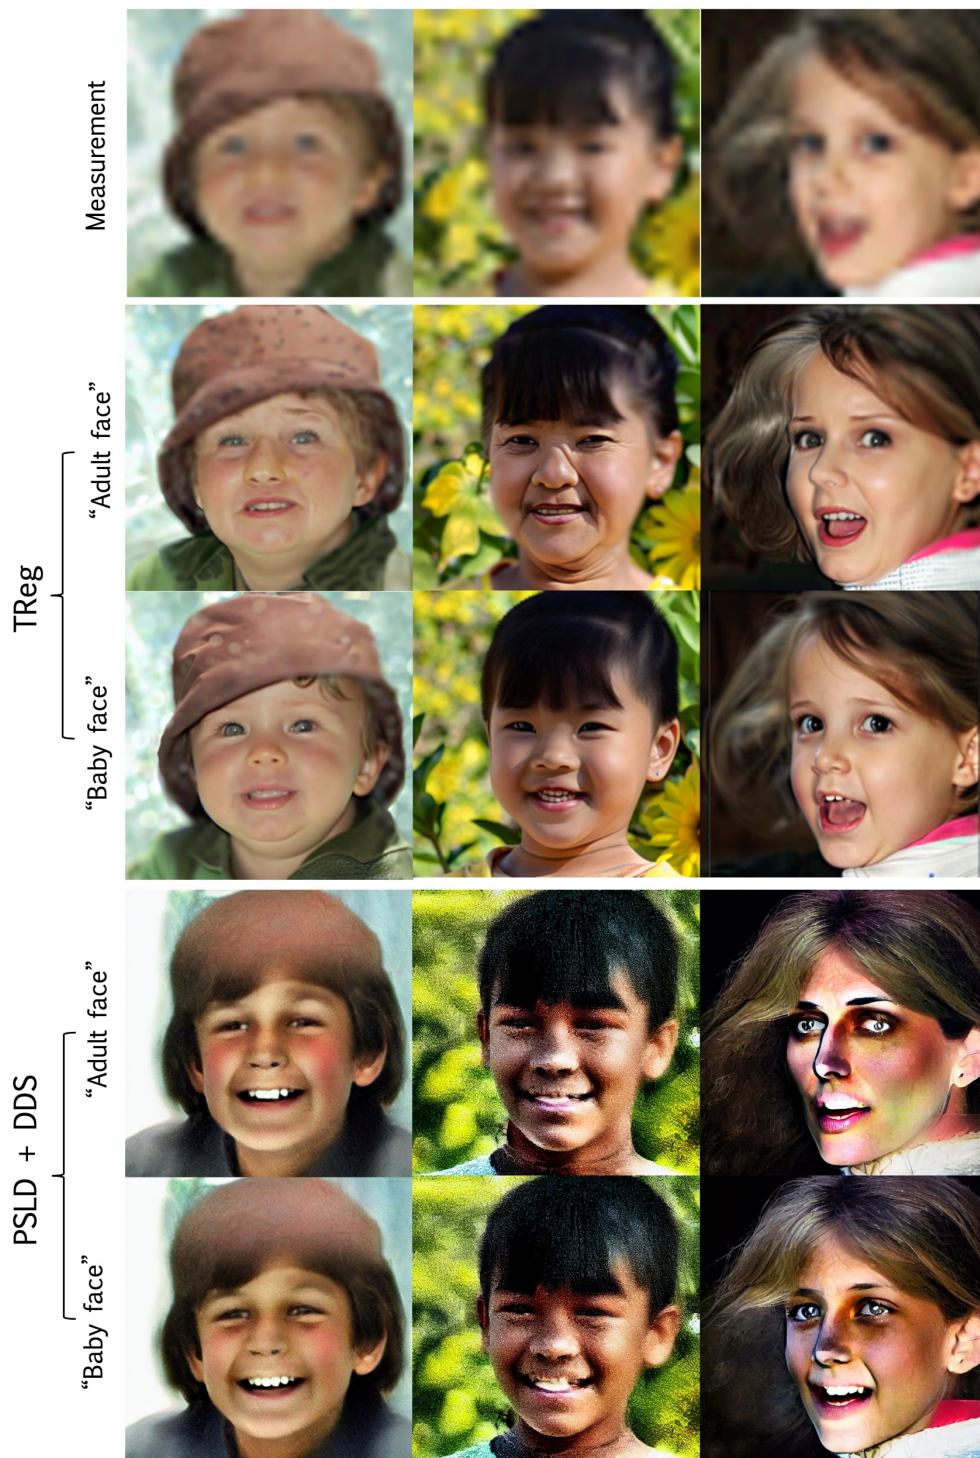 Measurement
TReg
“Adult face”
“Baby face”
PSLD + DDS
“Adult face”
“Baby face”